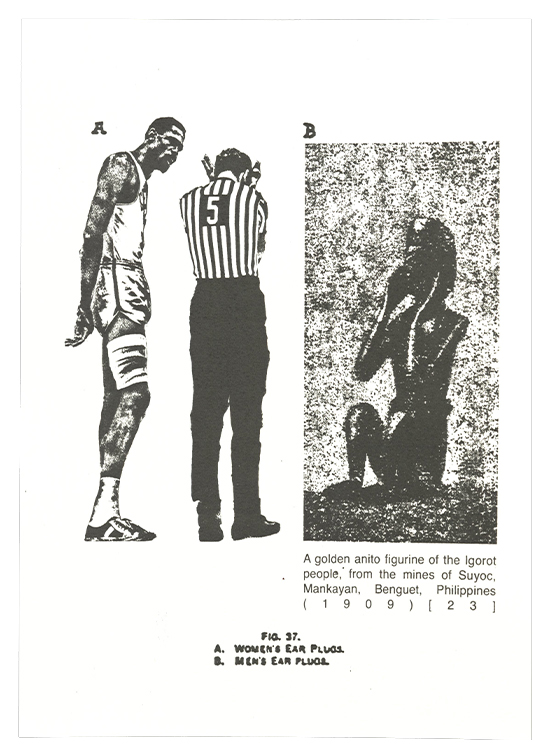 A
B
5
A golden anito figurine of the Igorot
people, from the mines of Suyoc,
Mankayan, Benguet, Philippines
( 1 9 0 9 ) [ 2 3 ]
FIG. 37.
A. WOMEN'S EAR PLUGS.
B. MEN'S EAR PLUGS.